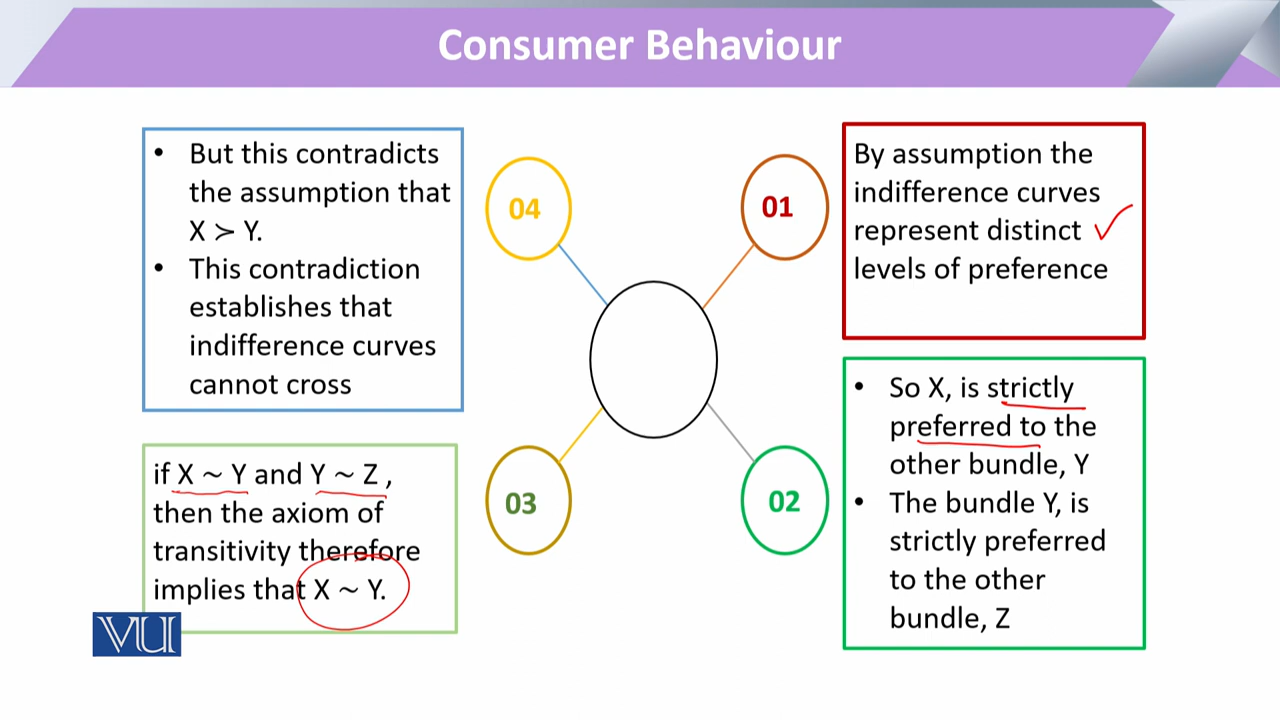 Consumer Behaviour
01
By assumption the
indifference curves
represent distinct
levels of preference
02
• So X, is strictly
preferred to the
other bundle, Y
• The bundle Y, is
strictly preferred
to the other
bundle, Z
03
if X ~ Y and Y ~ Z ,
then the axiom of
transitivity therefore
implies that X ~ Y.
04
• But this contradicts
the assumption that
X ≻ Y.
• This contradiction
establishes that
indifference curves
cannot cross
VU